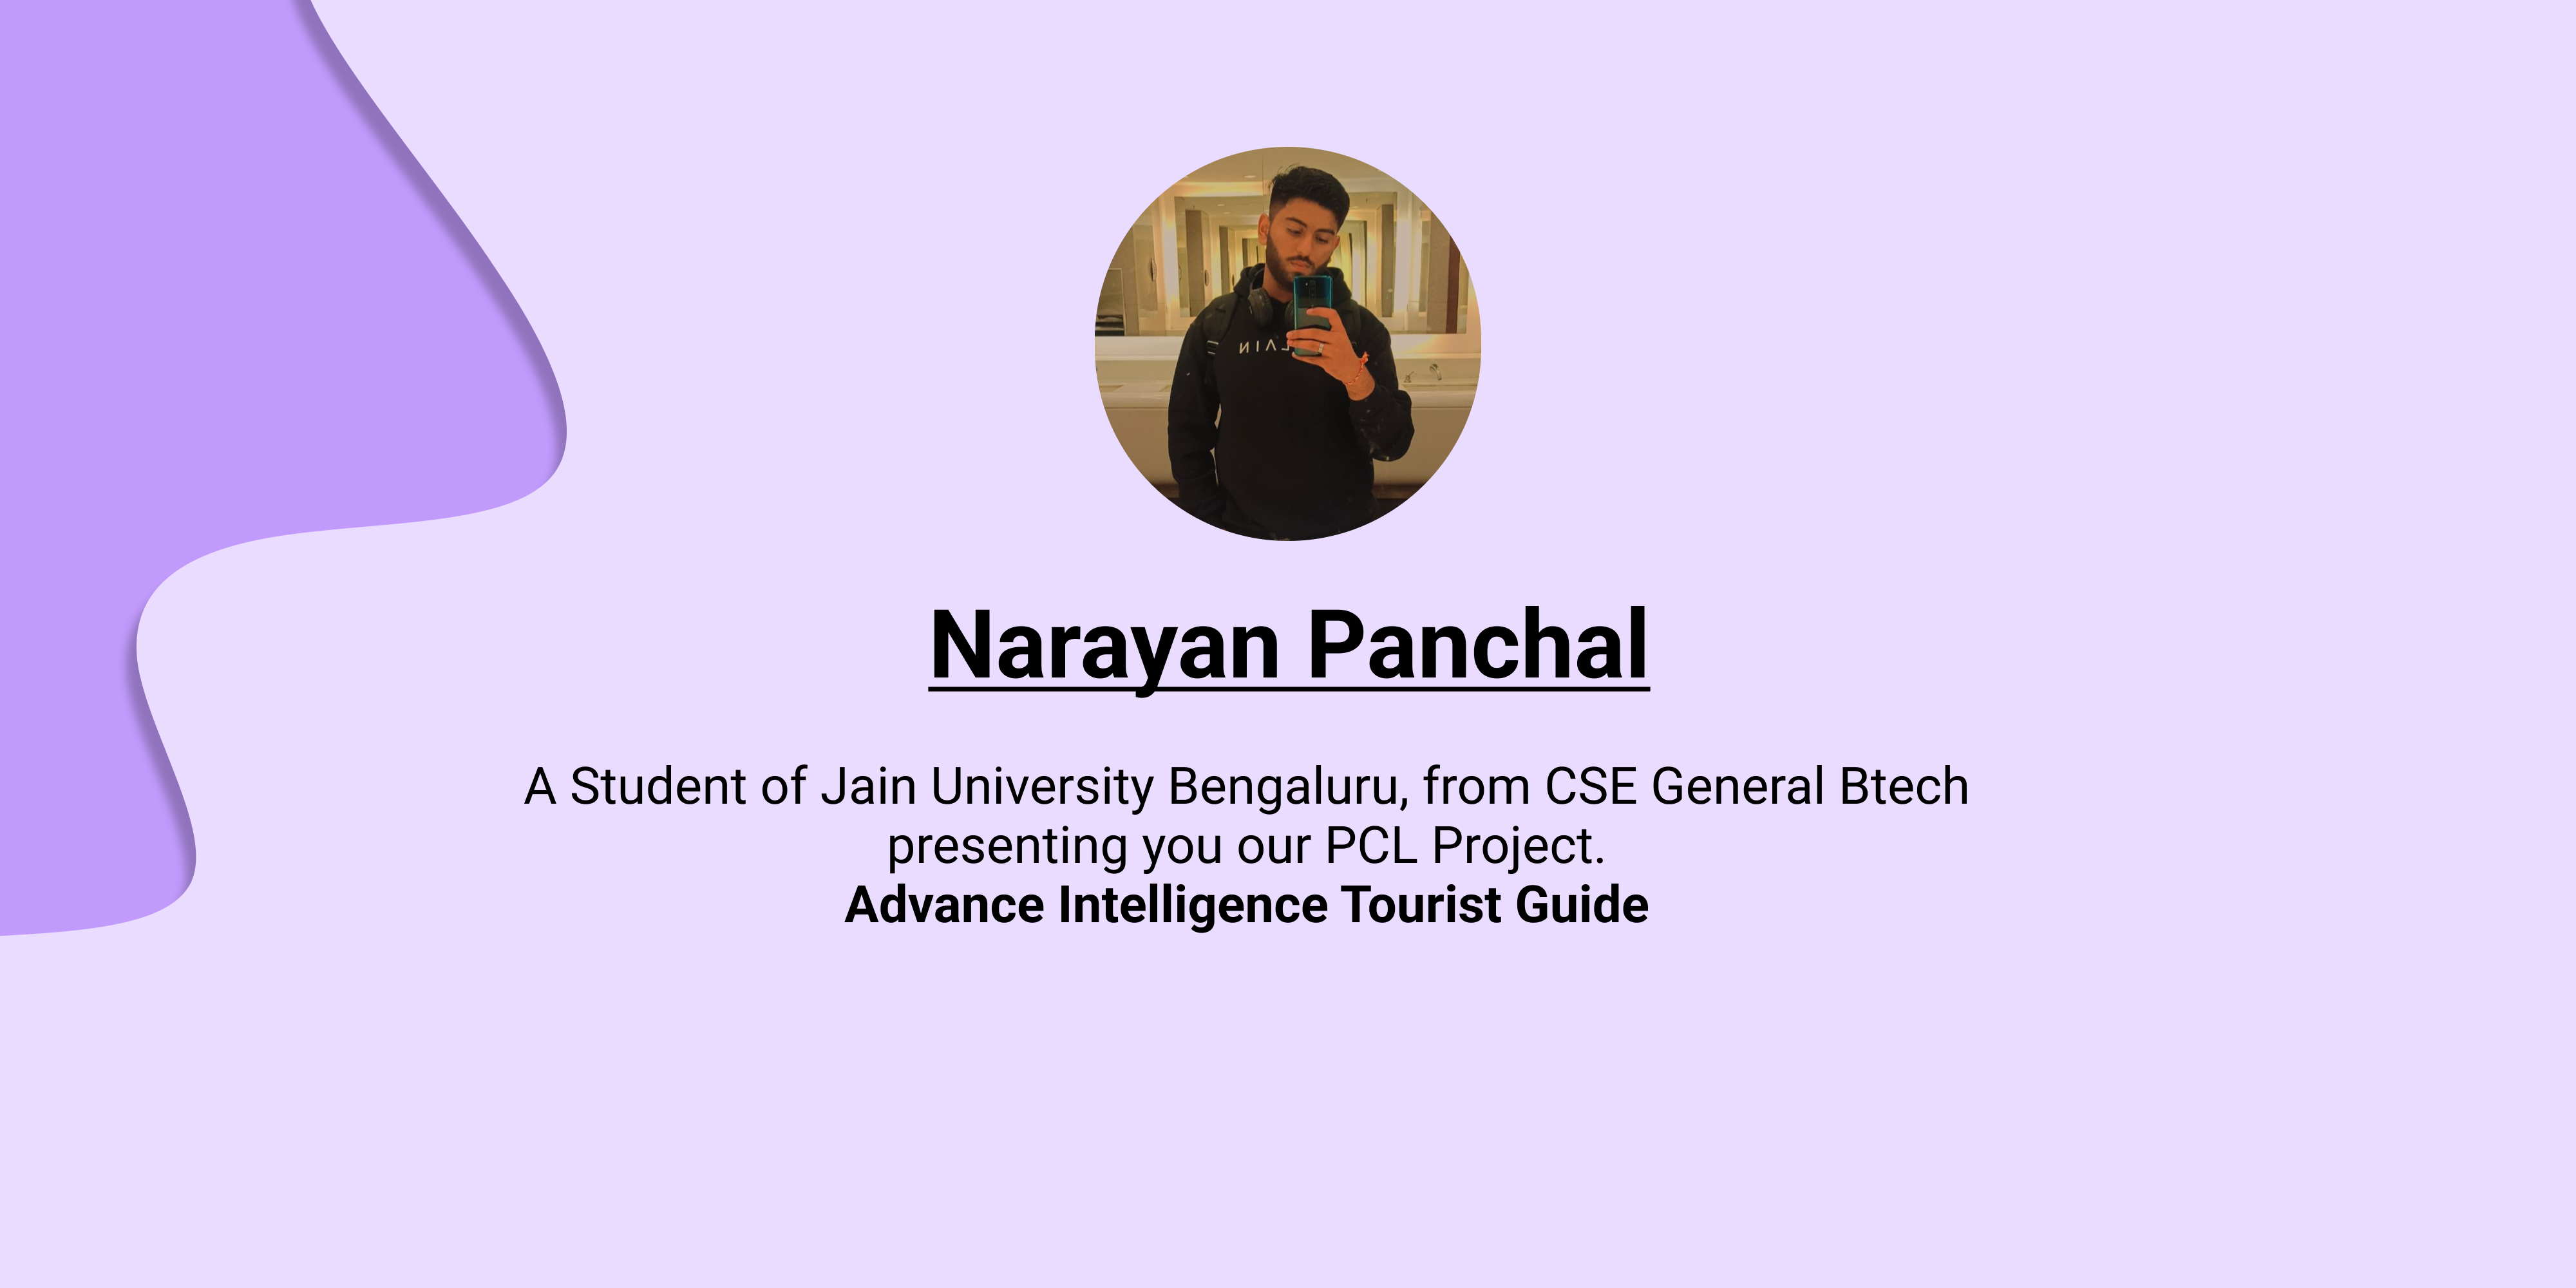 Narayan Panchal
A Student of Jain University Bengaluru, from CSE General Btech
presenting you our PCL Project.
Advance Intelligence Tourist Guide